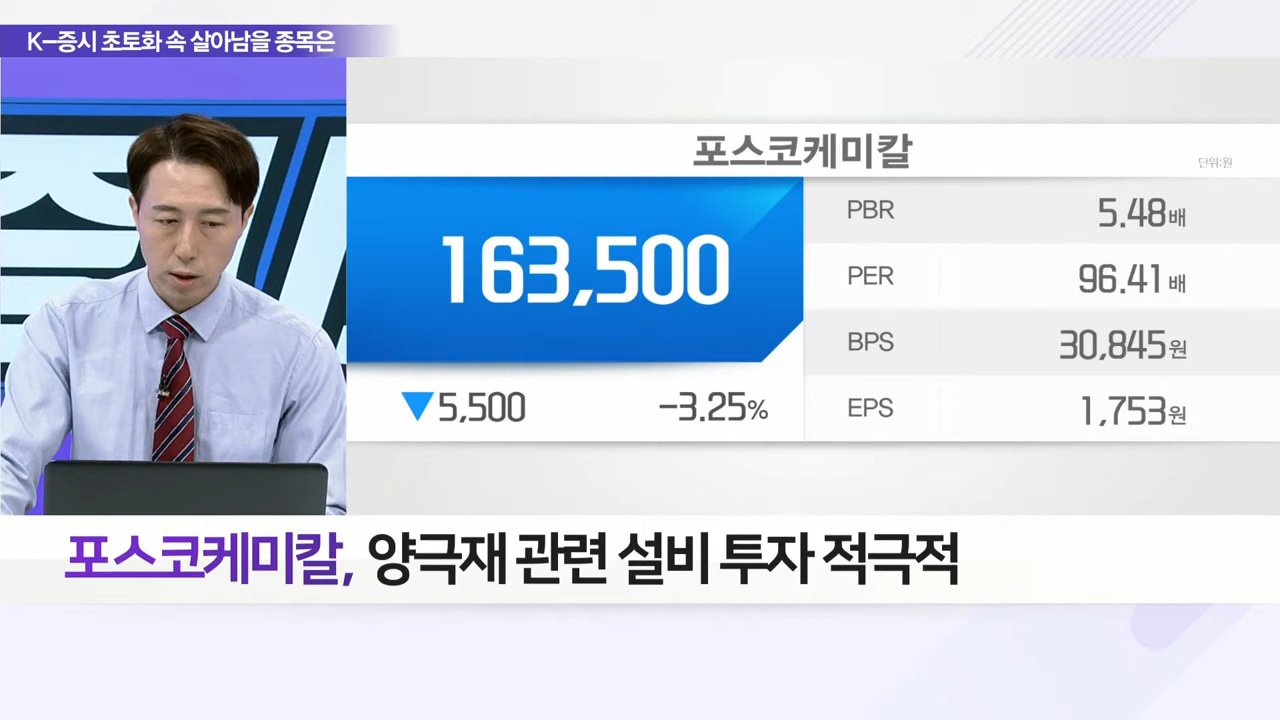 K-증시 초토화 속 살아남을 종목은
포스코케미칼
단위:원
163,500
▼5,500 -3.25%
PBR 5.48배
PER 96.41배
BPS 30,845원
EPS 1,753원
포스코케미칼, 양극재 관련 설비 투자 적극적